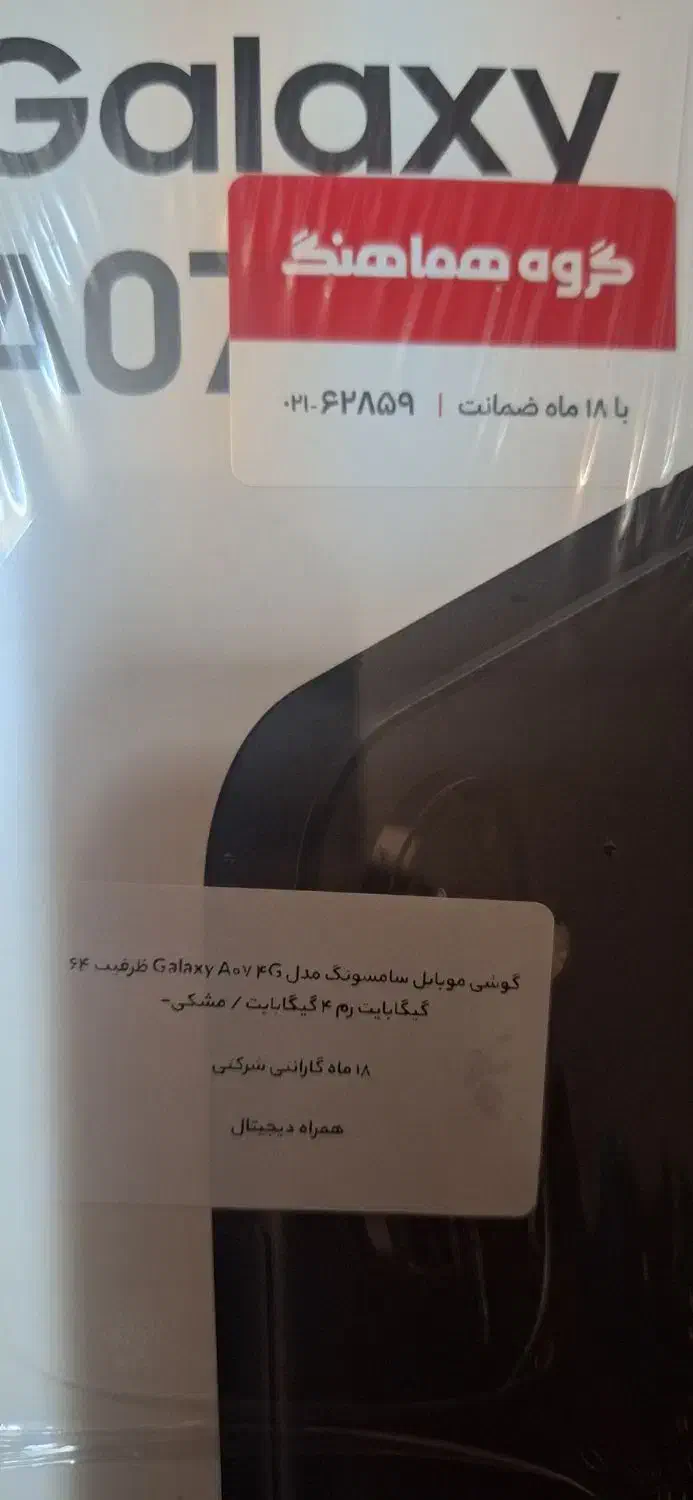 Galaxy
A07
گروه هماهنگ
با ۱۸ ماه ضمانت | ۰۲۱-۶۲۸۵۹
گوشی موبایل سامسونگ مدل Galaxy A۰۷ ۴G ظرفیت ۶۴
گیگابایت رم ۴ گیگابایت / مشکی-
۱۸ ماه گارانتی شرکتی
همراه دیجیتال